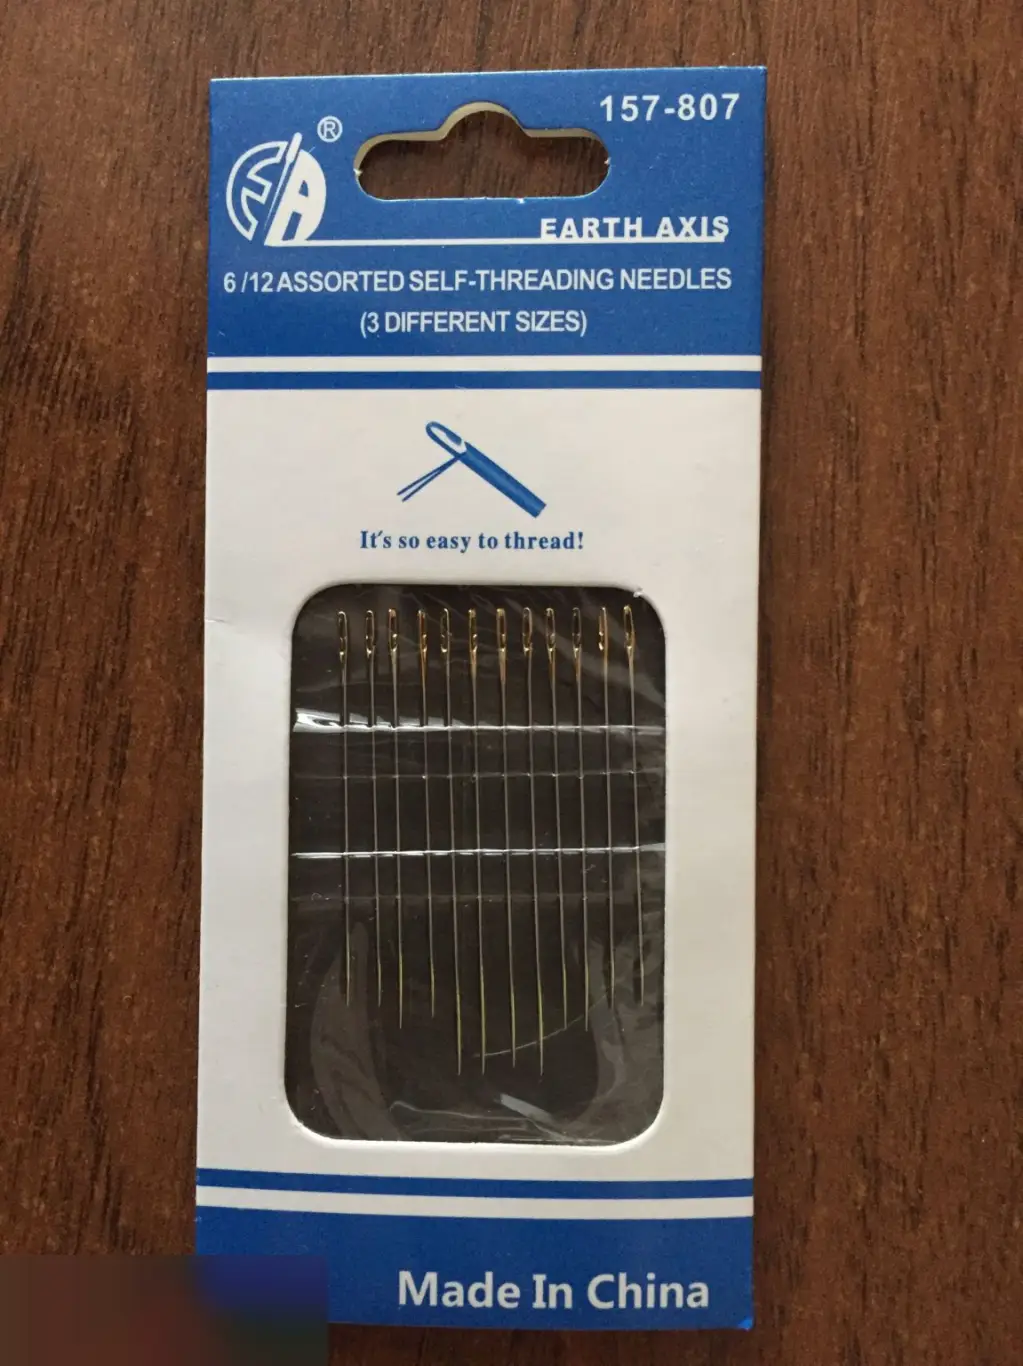 157-807
EA®
EARTH AXIS
6/12 ASSORTED SELF-THREADING NEEDLES
(3 DIFFERENT SIZES)
It's so easy to thread!
Made In China